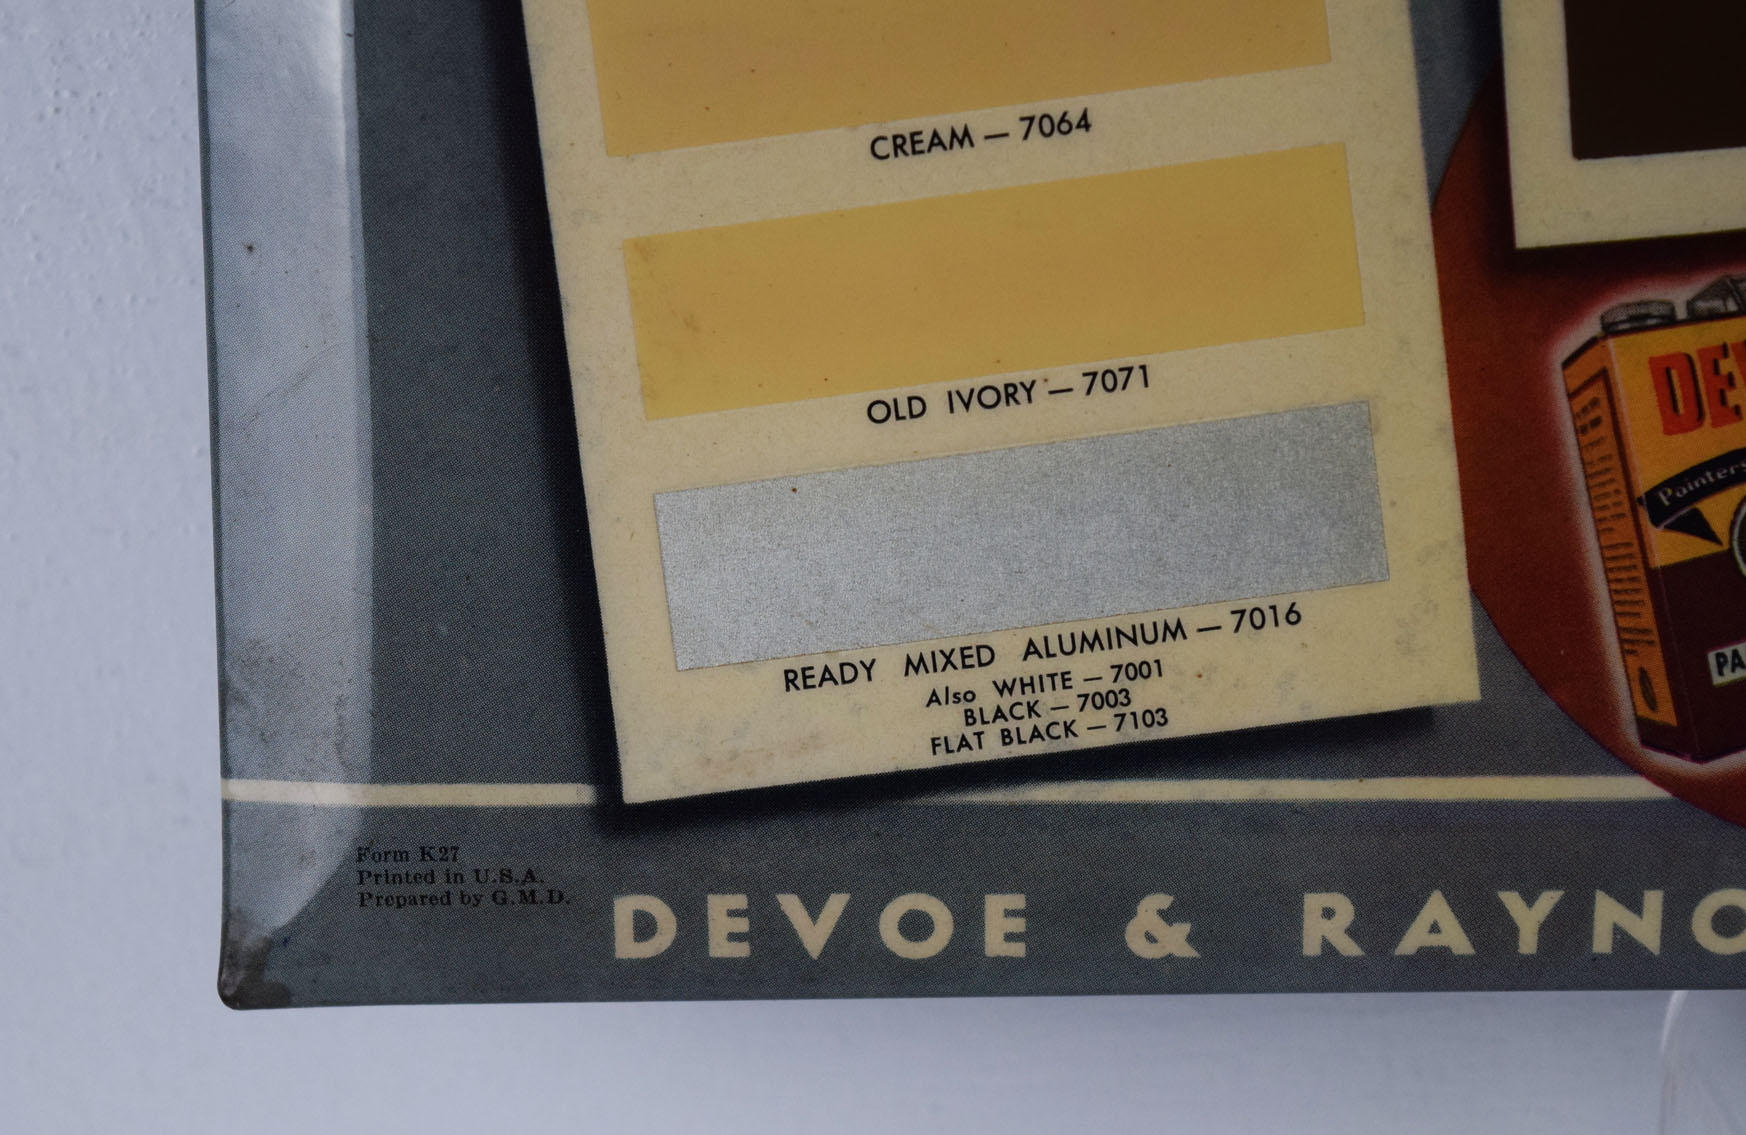 CREAM — 7064
OLD IVORY — 7071
READY MIXED ALUMINUM — 7016
Also WHITE — 7001
BLACK — 7003
FLAT BLACK — 7103
DE
Painters
PA
Form K27
Printed in U.S.A.
Prepared by G.M.D.
DEVOE & RAYNO